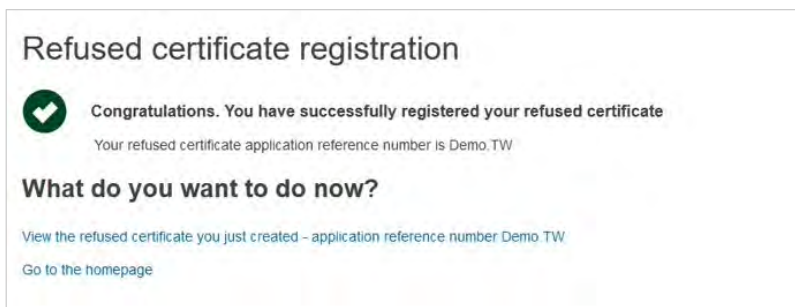 Refused certificate registration
Congratulations. You have successfully registered your refused certificate
Your refused certificate application reference number is Demo.TW
What do you want to do now?
View the refused certificate you just created - application reference number Demo.TW
Go to the homepage